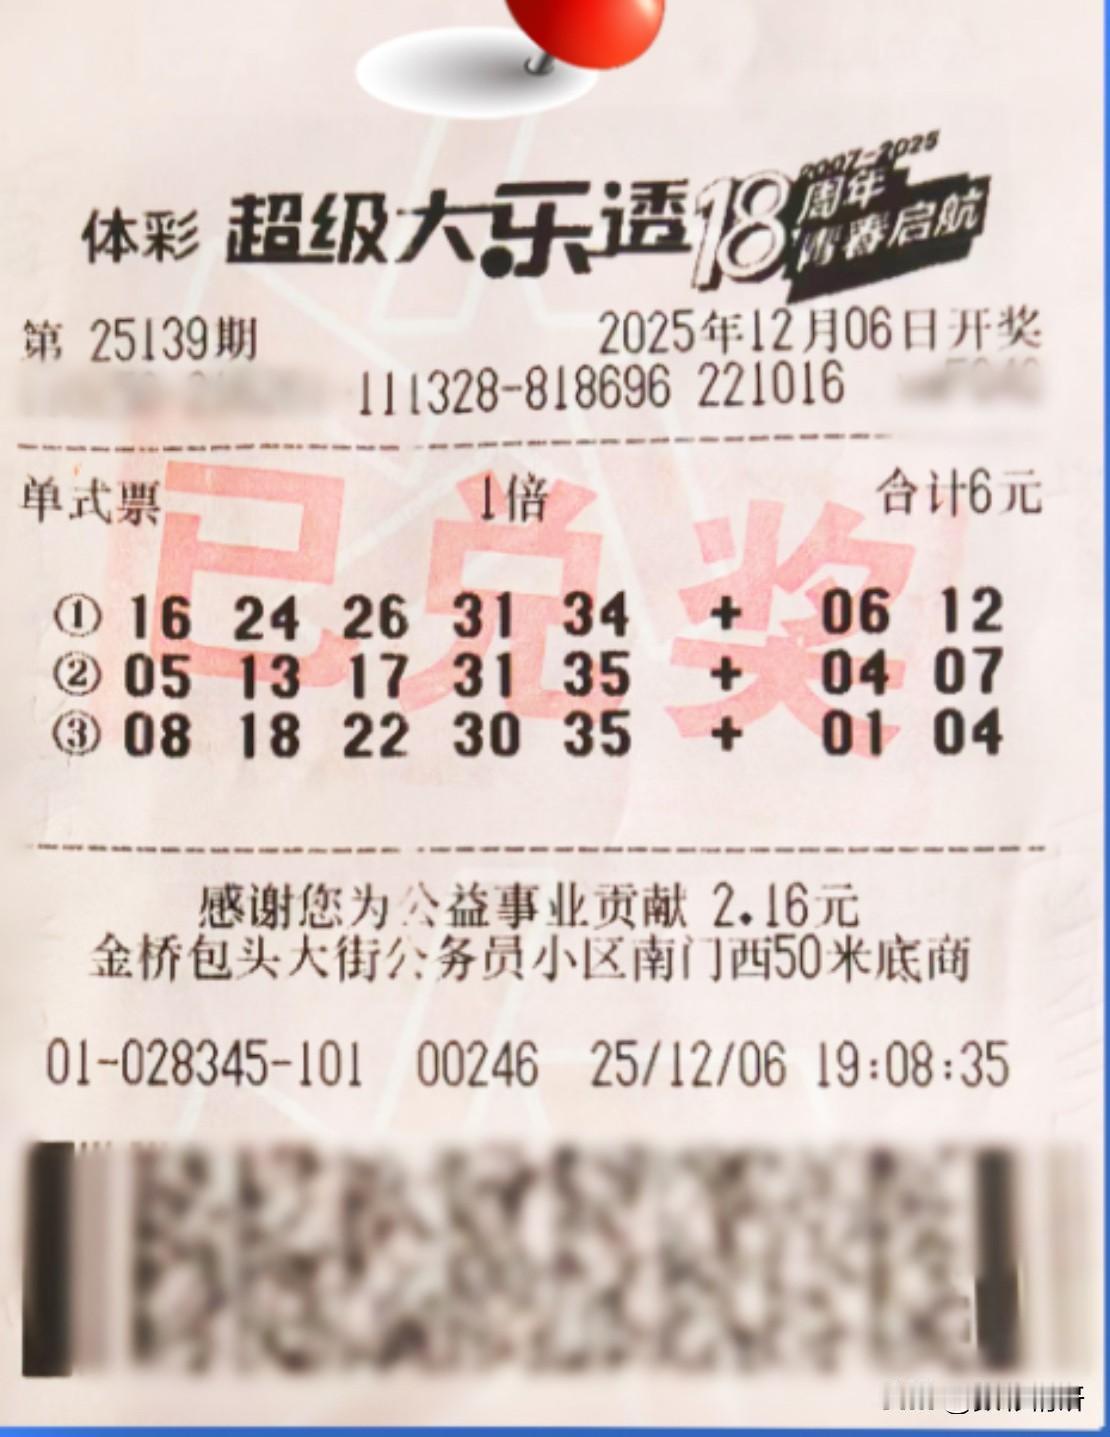 2007-2025
体彩 超级大乐透 18 周年
青春启航
第 25139期 2025年12月06日开奖
111328-818696 221016
单式票 1倍 合计6元
已兑奖
① 16 24 26 31 34 + 06 12
② 05 13 17 31 35 + 04 07
③ 08 18 22 30 35 + 01 04
感谢您为公益事业贡献 2.16元
金桥包头大街公务员小区南门西50米底商
01-028345-101 00246 25/12/06 19:08:35